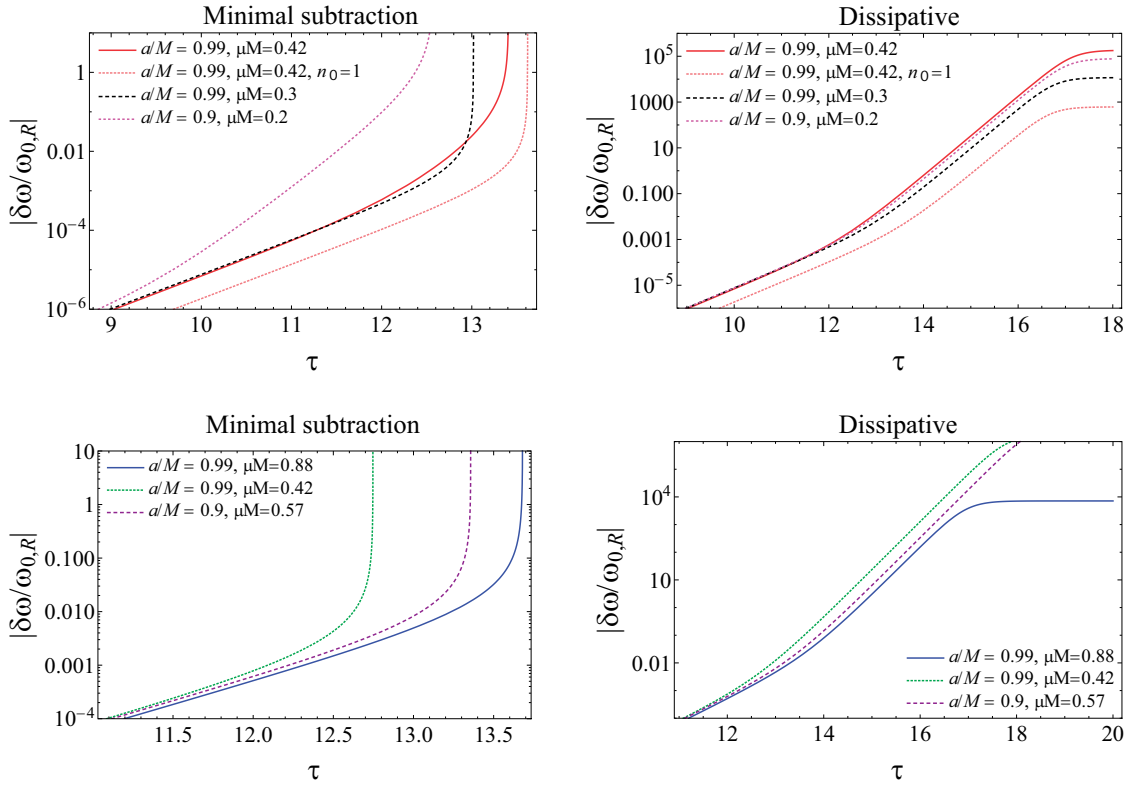 Minimal subtraction
a/M = 0.99, μM=0.42
a/M = 0.99, μM=0.42, n₀=1
a/M = 0.99, μM=0.3
a/M = 0.9, μM=0.2
|δω/ω₀,R|
1
0.01
10⁻⁴
10⁻⁶
9 10 11 12 13
τ
Dissipative
a/M = 0.99, μM=0.42
a/M = 0.99, μM=0.42, n₀=1
a/M = 0.99, μM=0.3
a/M = 0.9, μM=0.2
|δω/ω₀,R|
10⁵
1000
10
0.100
0.001
10⁻⁵
10 12 14 16 18
τ
Minimal subtraction
a/M = 0.99, μM=0.88
a/M = 0.99, μM=0.42
a/M = 0.9, μM=0.57
|δω/ω₀,R|
10
1
0.100
0.010
0.001
10⁻⁴
11.5 12.0 12.5 13.0 13.5
τ
Dissipative
|δω/ω₀,R|
10⁴
10
0.01
a/M = 0.99, μM=0.88
a/M = 0.99, μM=0.42
a/M = 0.9, μM=0.57
12 14 16 18 20
τ